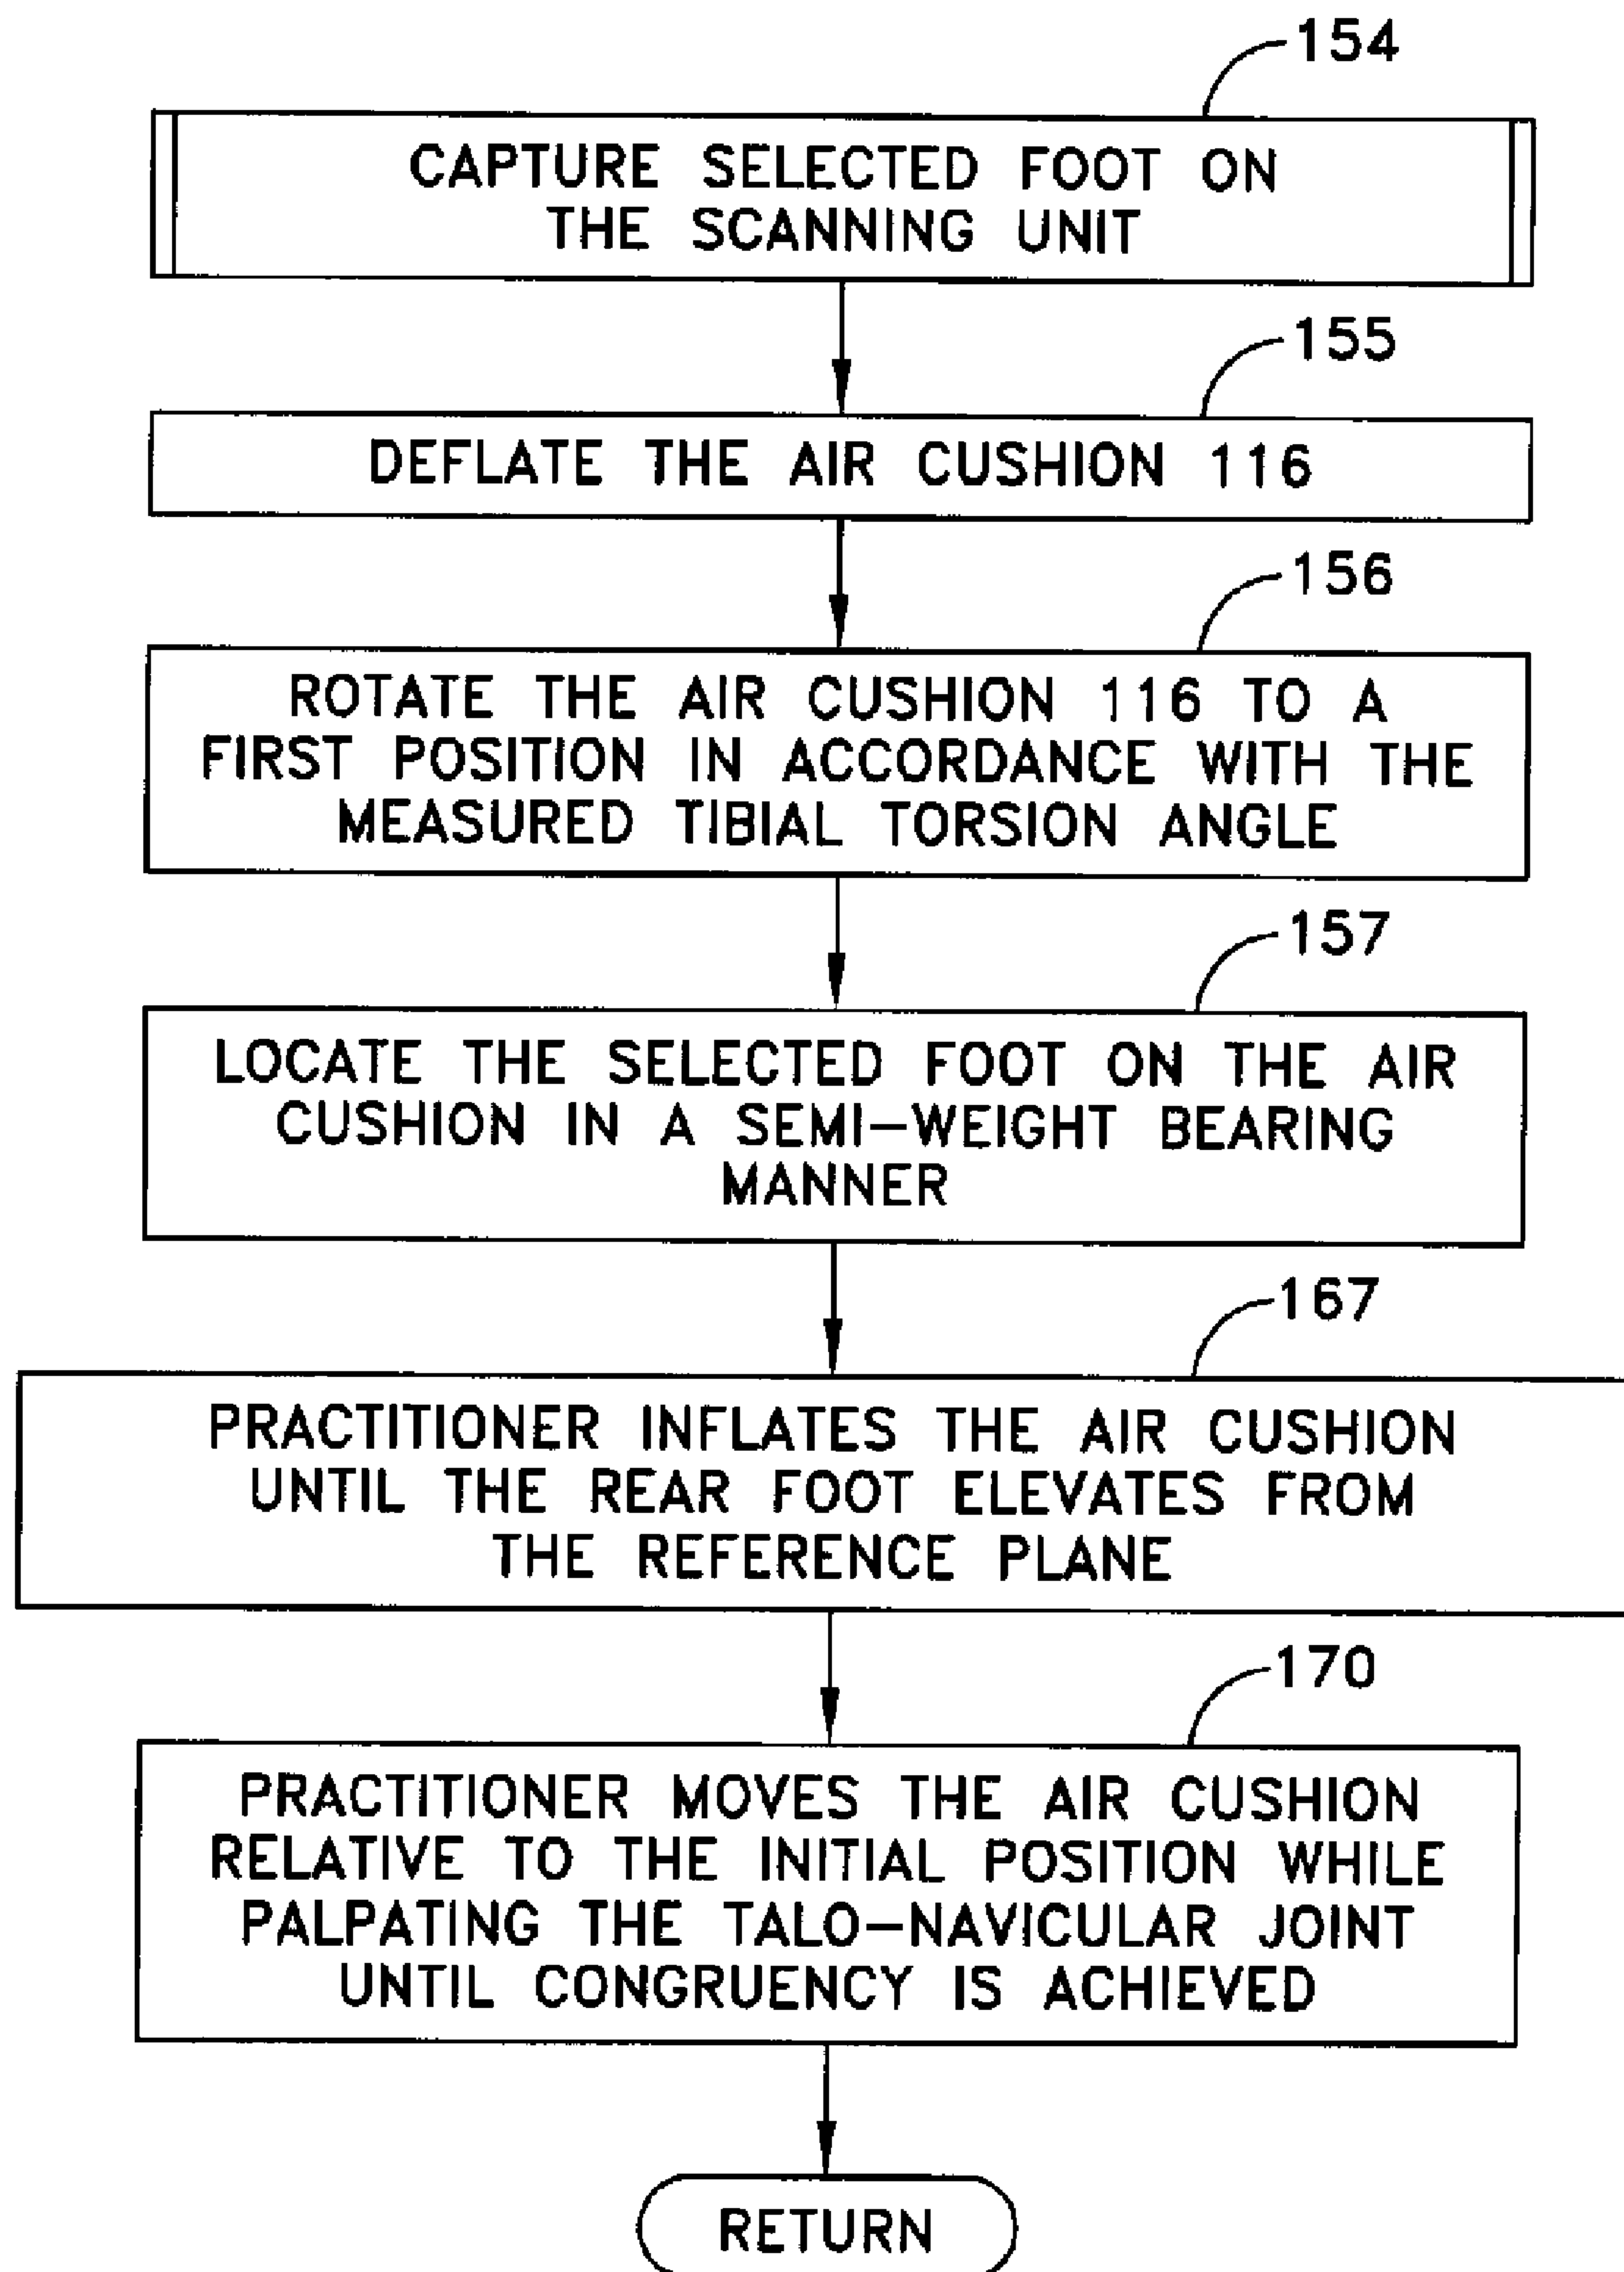 154
CAPTURE SELECTED FOOT ON
THE SCANNING UNIT
155
DEFLATE THE AIR CUSHION 116
156
ROTATE THE AIR CUSHION 116 TO A
FIRST POSITION IN ACCORDANCE WITH THE
MEASURED TIBIAL TORSION ANGLE
157
LOCATE THE SELECTED FOOT ON THE AIR
CUSHION IN A SEMI-WEIGHT BEARING
MANNER
167
PRACTITIONER INFLATES THE AIR CUSHION
UNTIL THE REAR FOOT ELEVATES FROM
THE REFERENCE PLANE
170
PRACTITIONER MOVES THE AIR CUSHION
RELATIVE TO THE INITIAL POSITION WHILE
PALPATING THE TALO-NAVICULAR JOINT
UNTIL CONGRUENCY IS ACHIEVED
RETURN